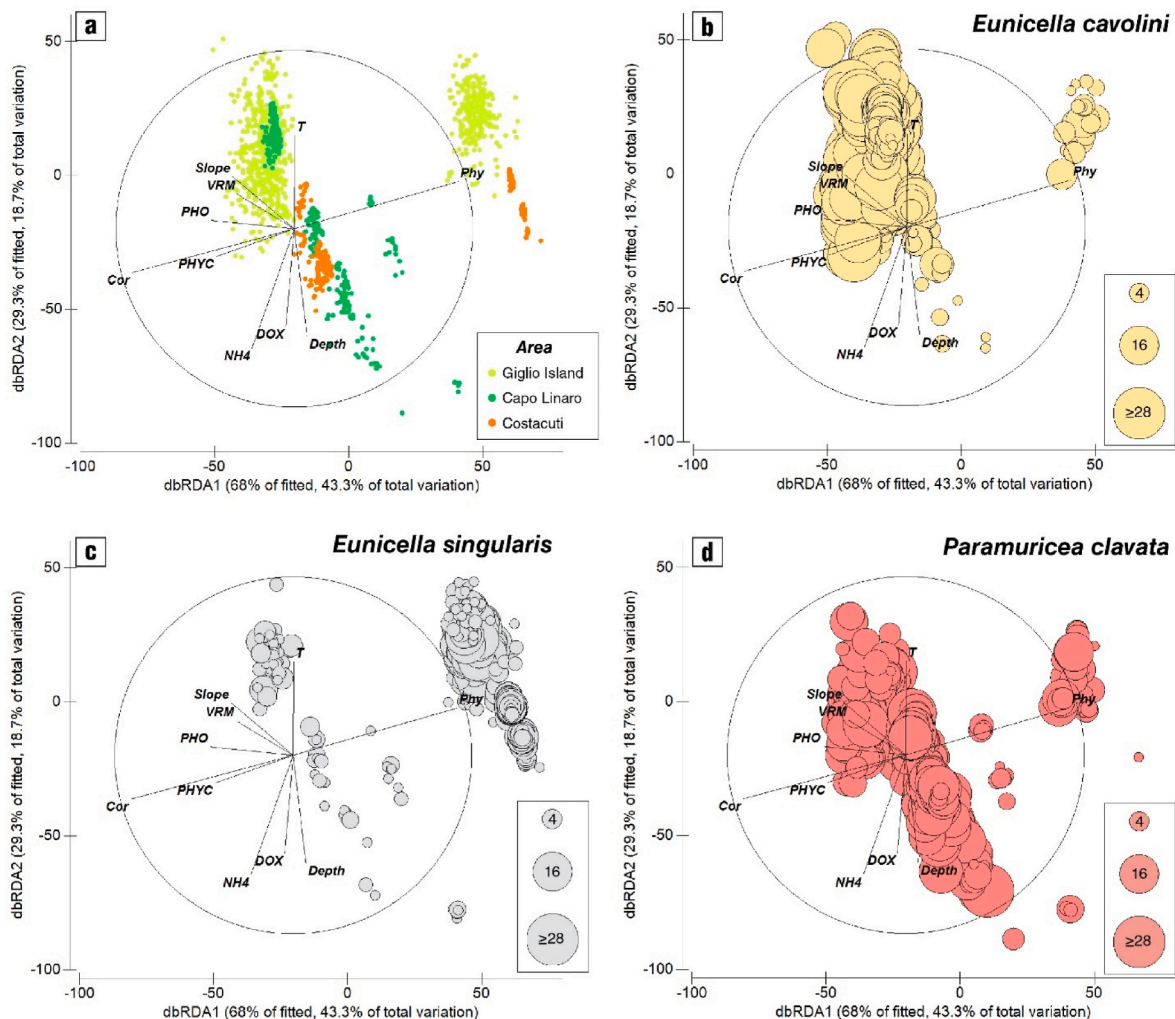 a
50
0
-50
-100
dbRDA2 (29.3% of fitted, 18.7% of total variation)
T
Slope
VRM
PHO
PHYC
Cor
NH4
DOX
Depth
Phy
Area
Giglio Island
Capo Linaro
Costacuti
-100
-50
0
50
dbRDA1 (68% of fitted, 43.3% of total variation)
b
Eunicella cavolini
50
0
-50
-100
dbRDA2 (29.3% of fitted, 18.7% of total variation)
T
Slope
VRM
PHO
PHYC
Cor
NH4
DOX
Depth
Phy
4
16
≥28
-100
-50
0
50
dbRDA1 (68% of fitted, 43.3% of total variation)
c
Eunicella singularis
50
0
-50
-100
dbRDA2 (29.3% of fitted, 18.7% of total variation)
T
Slope
VRM
PHO
PHYC
Cor
NH4
DOX
Depth
Phy
4
16
≥28
-100
-50
0
50
dbRDA1 (68% of fitted, 43.3% of total variation)
d
Paramuricea clavata
50
0
-50
-100
dbRDA2 (29.3% of fitted, 18.7% of total variation)
T
Slope
VRM
PHO
PHYC
Cor
NH4
DOX
Depth
Phy
4
16
≥28
-100
-50
0
50
dbRDA1 (68% of fitted, 43.3% of total variation)